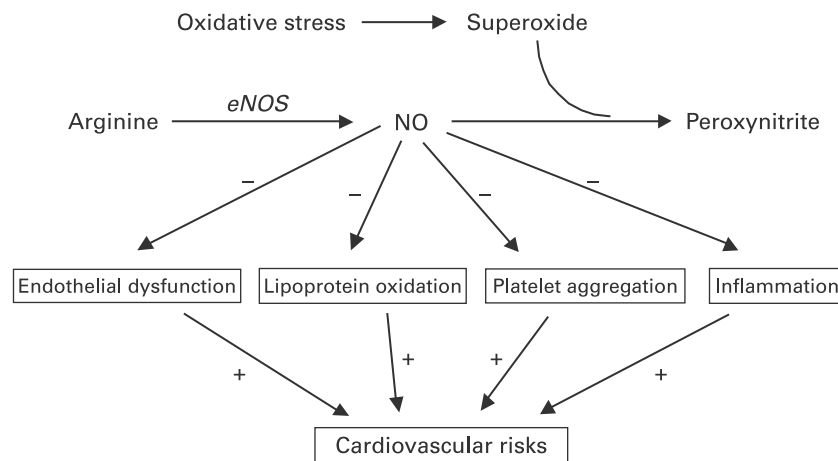 Oxidative stress Superoxide
eNOS
Arginine NO Peroxynitrite
− − − −
Endothelial dysfunction Lipoprotein oxidation Platelet aggregation Inflammation
+ + + +
Cardiovascular risks